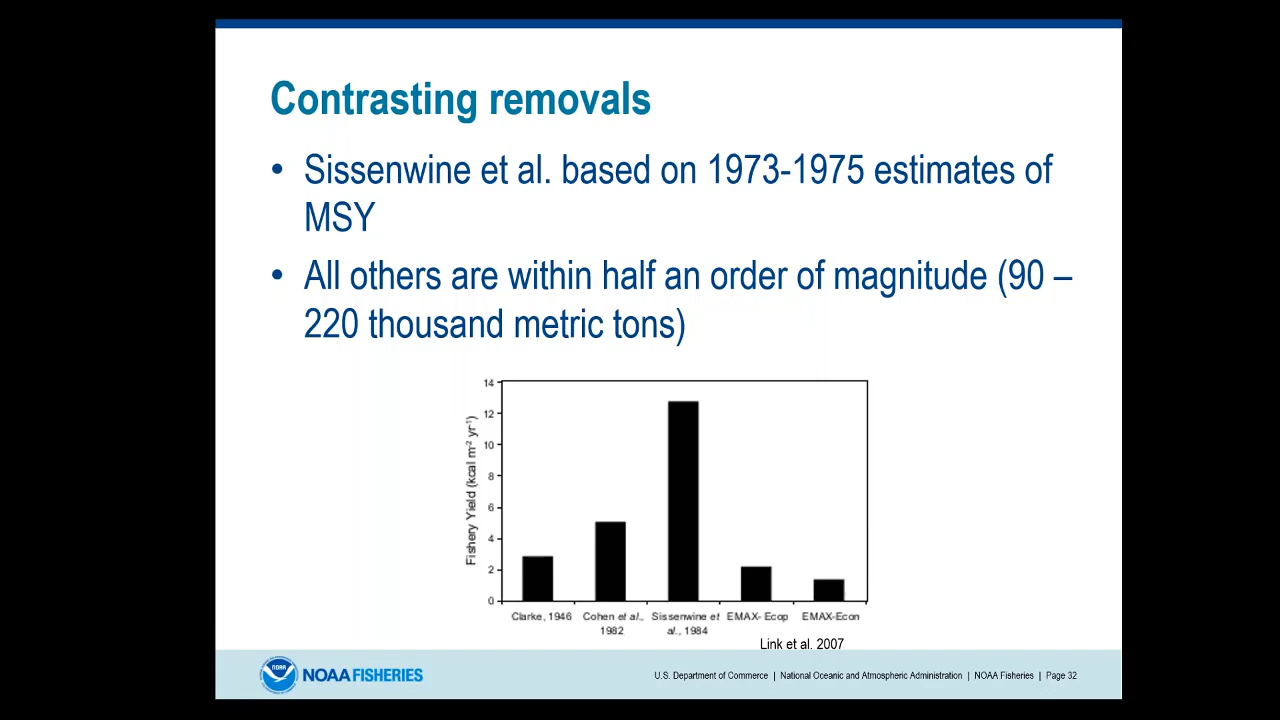 Contrasting removals
• Sissenwine et al. based on 1973-1975 estimates of
MSY
• All others are within half an order of magnitude (90 –
220 thousand metric tons)
14
12
10
8
6
4
2
0
Fishery Yield (kcal m-2 yr-1)
Clarke, 1946 Cohen et al., Sissenwine et EMAX- Ecop EMAX-Econ
1982 al., 1984
Link et al. 2007
NOAA
NOAA FISHERIES
U.S. Department of Commerce | National Oceanic and Atmospheric Administration | NOAA Fisheries | Page 32